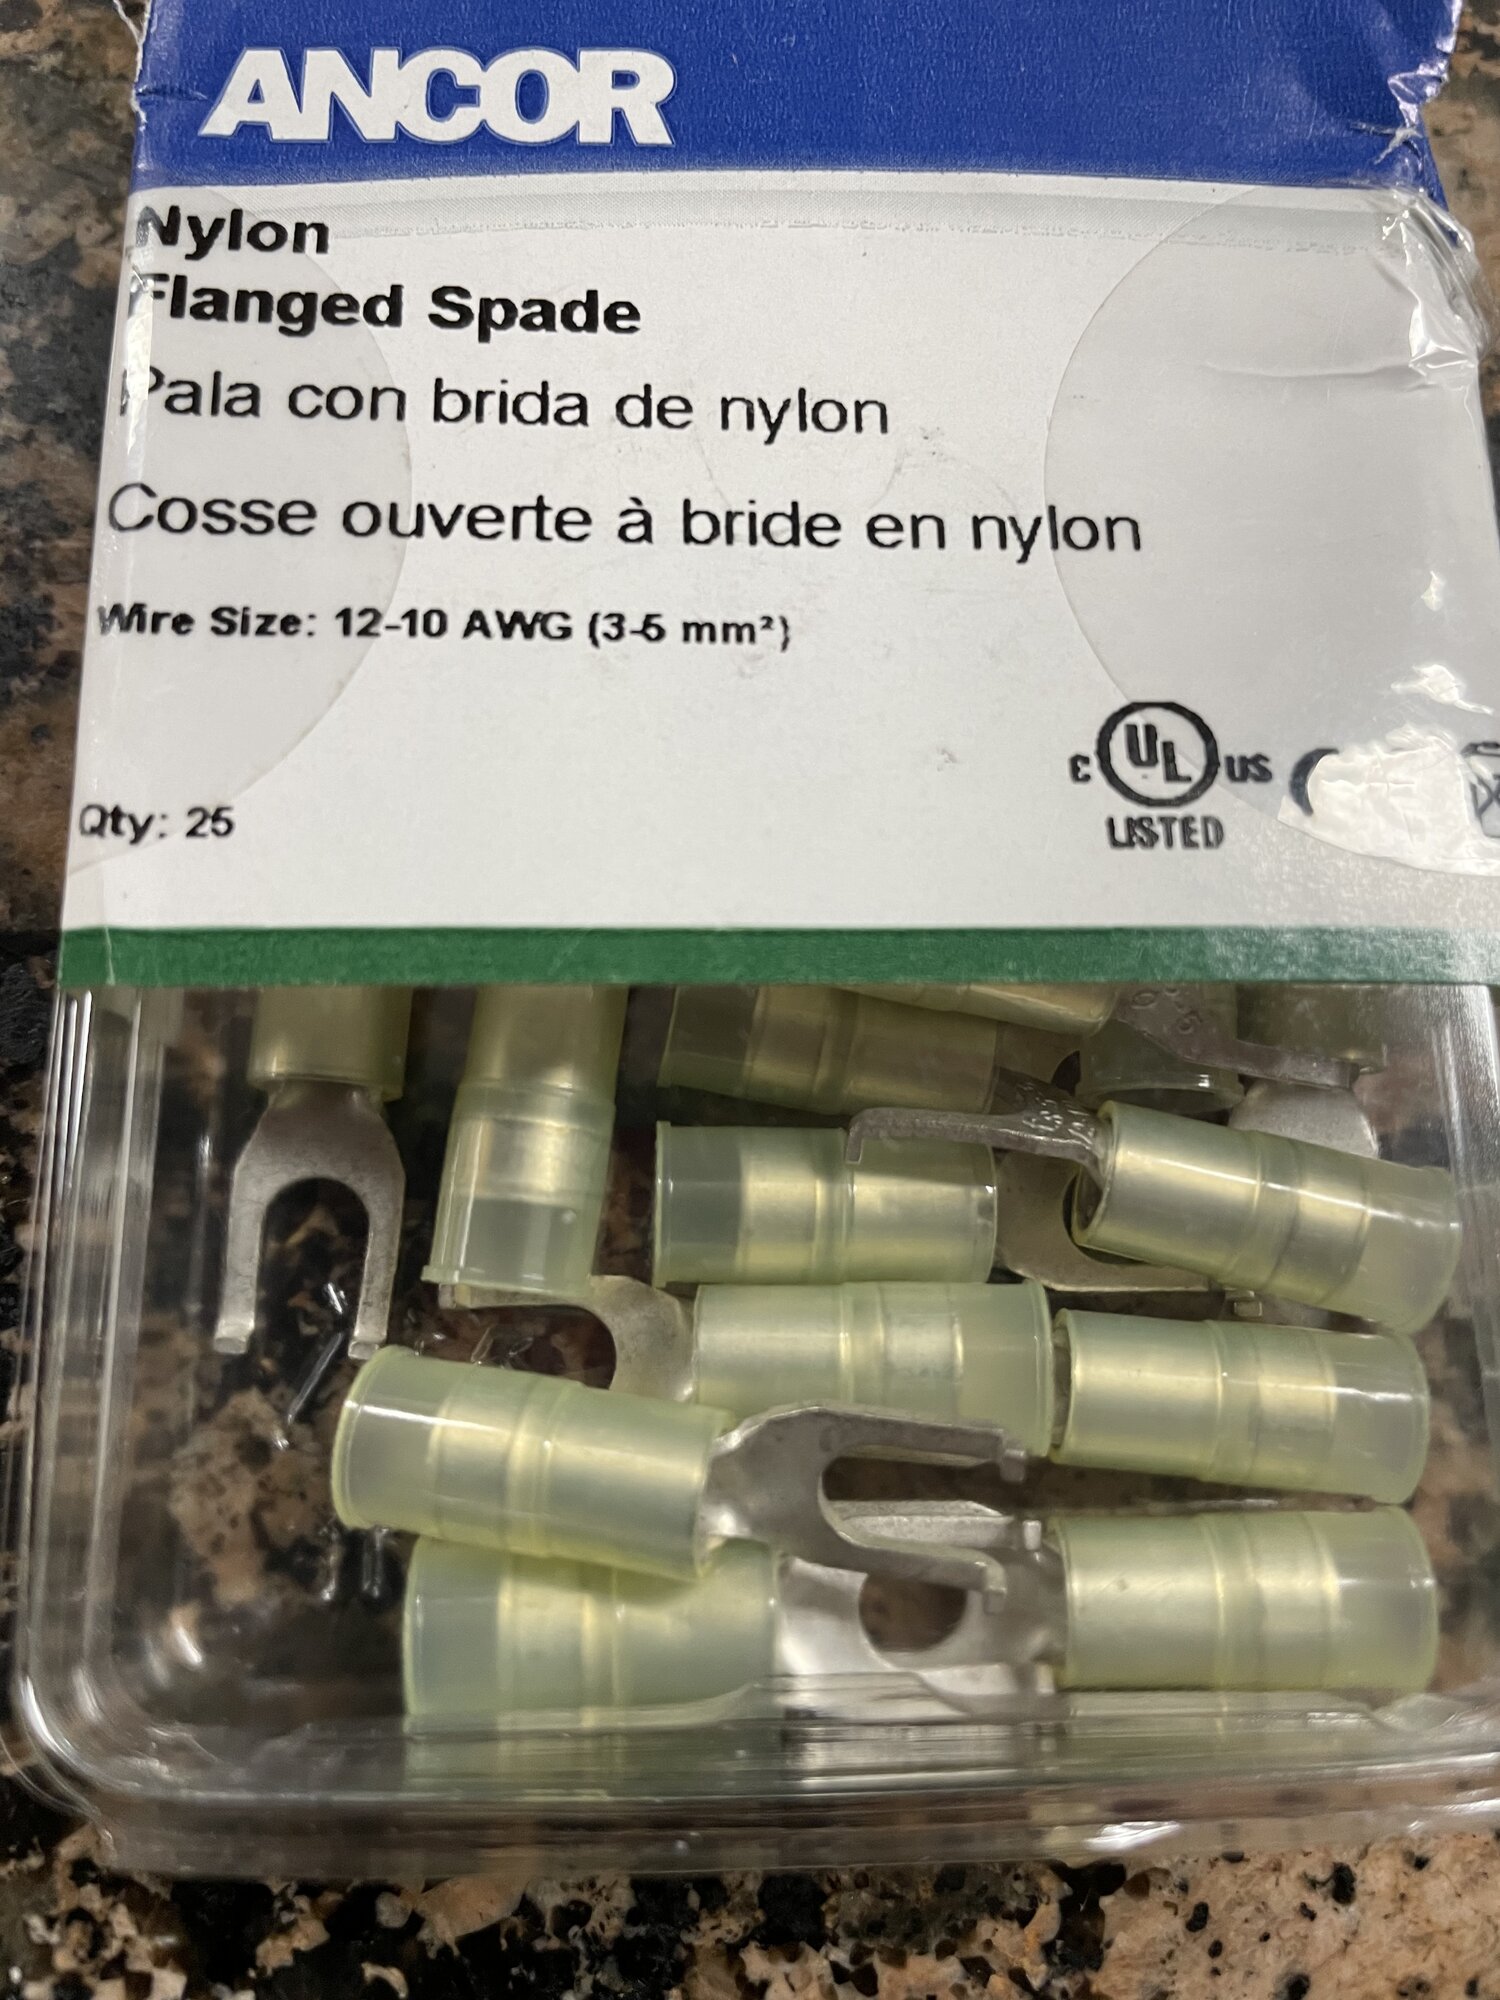 ANCOR
Nylon
Flanged Spade
Pala con brida de nylon
Cosse ouverte à bride en nylon
Wire Size: 12-10 AWG (3-5 mm²)
Qty: 25
c UL US
LISTED